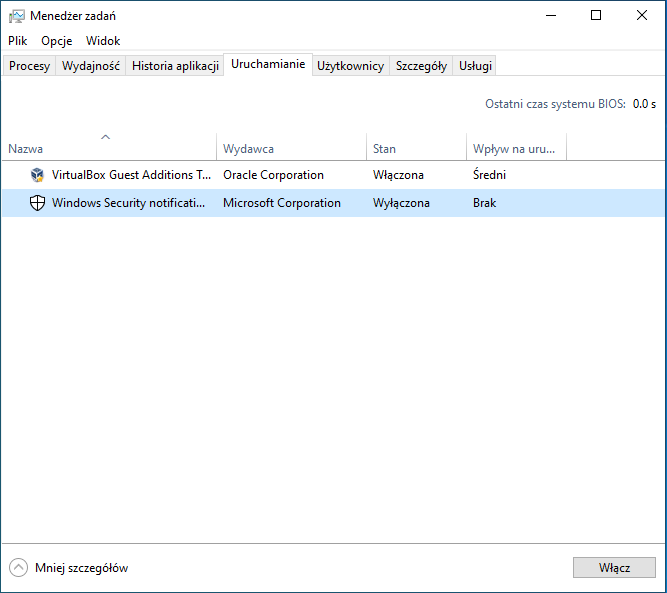 Menedżer zadań
Plik Opcje Widok
Procesy Wydajność Historia aplikacji Uruchamianie Użytkownicy Szczegóły Usługi
Ostatni czas systemu BIOS: 0.0 s
Nazwa Wydawca Stan Wpływ na uru...
VirtualBox Guest Additions T... Oracle Corporation Włączona Średni
Windows Security notificati... Microsoft Corporation Wyłączona Brak
Mniej szczegółów Włącz